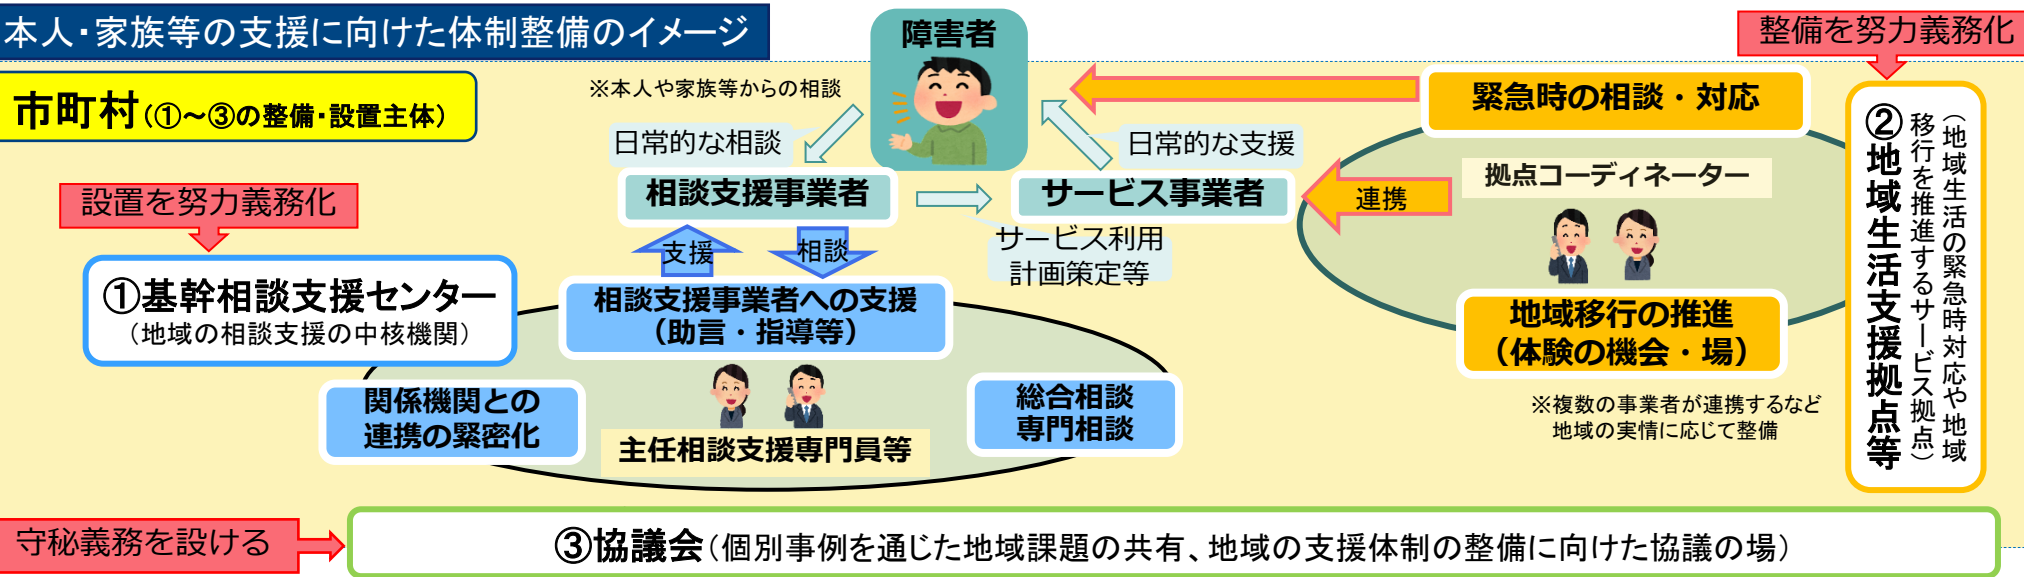 本人・家族等の支援に向けた体制整備のイメージ
障害者
整備を努力義務化
市町村(①~③の整備・設置主体)
※本人や家族等からの相談
日常的な相談
日常的な支援
緊急時の相談・対応
拠点コーディネーター
連携
相談支援事業者
サービス事業者
サービス利用
計画策定等
設置を努力義務化
支援
相談
①基幹相談支援センター
(地域の相談支援の中核機関)
相談支援事業者への支援
(助言・指導等)
関係機関との
連携の緊密化
主任相談支援専門員等
総合相談
専門相談
地域移行の推進
(体験の機会・場)
※複数の事業者が連携するなど
地域の実情に応じて整備
②地域生活支援拠点等
(地域生活の緊急時対応や地域
移行を推進するサービス拠点)
守秘義務を設ける
③協議会(個別事例を通じた地域課題の共有、地域の支援体制の整備に向けた協議の場)